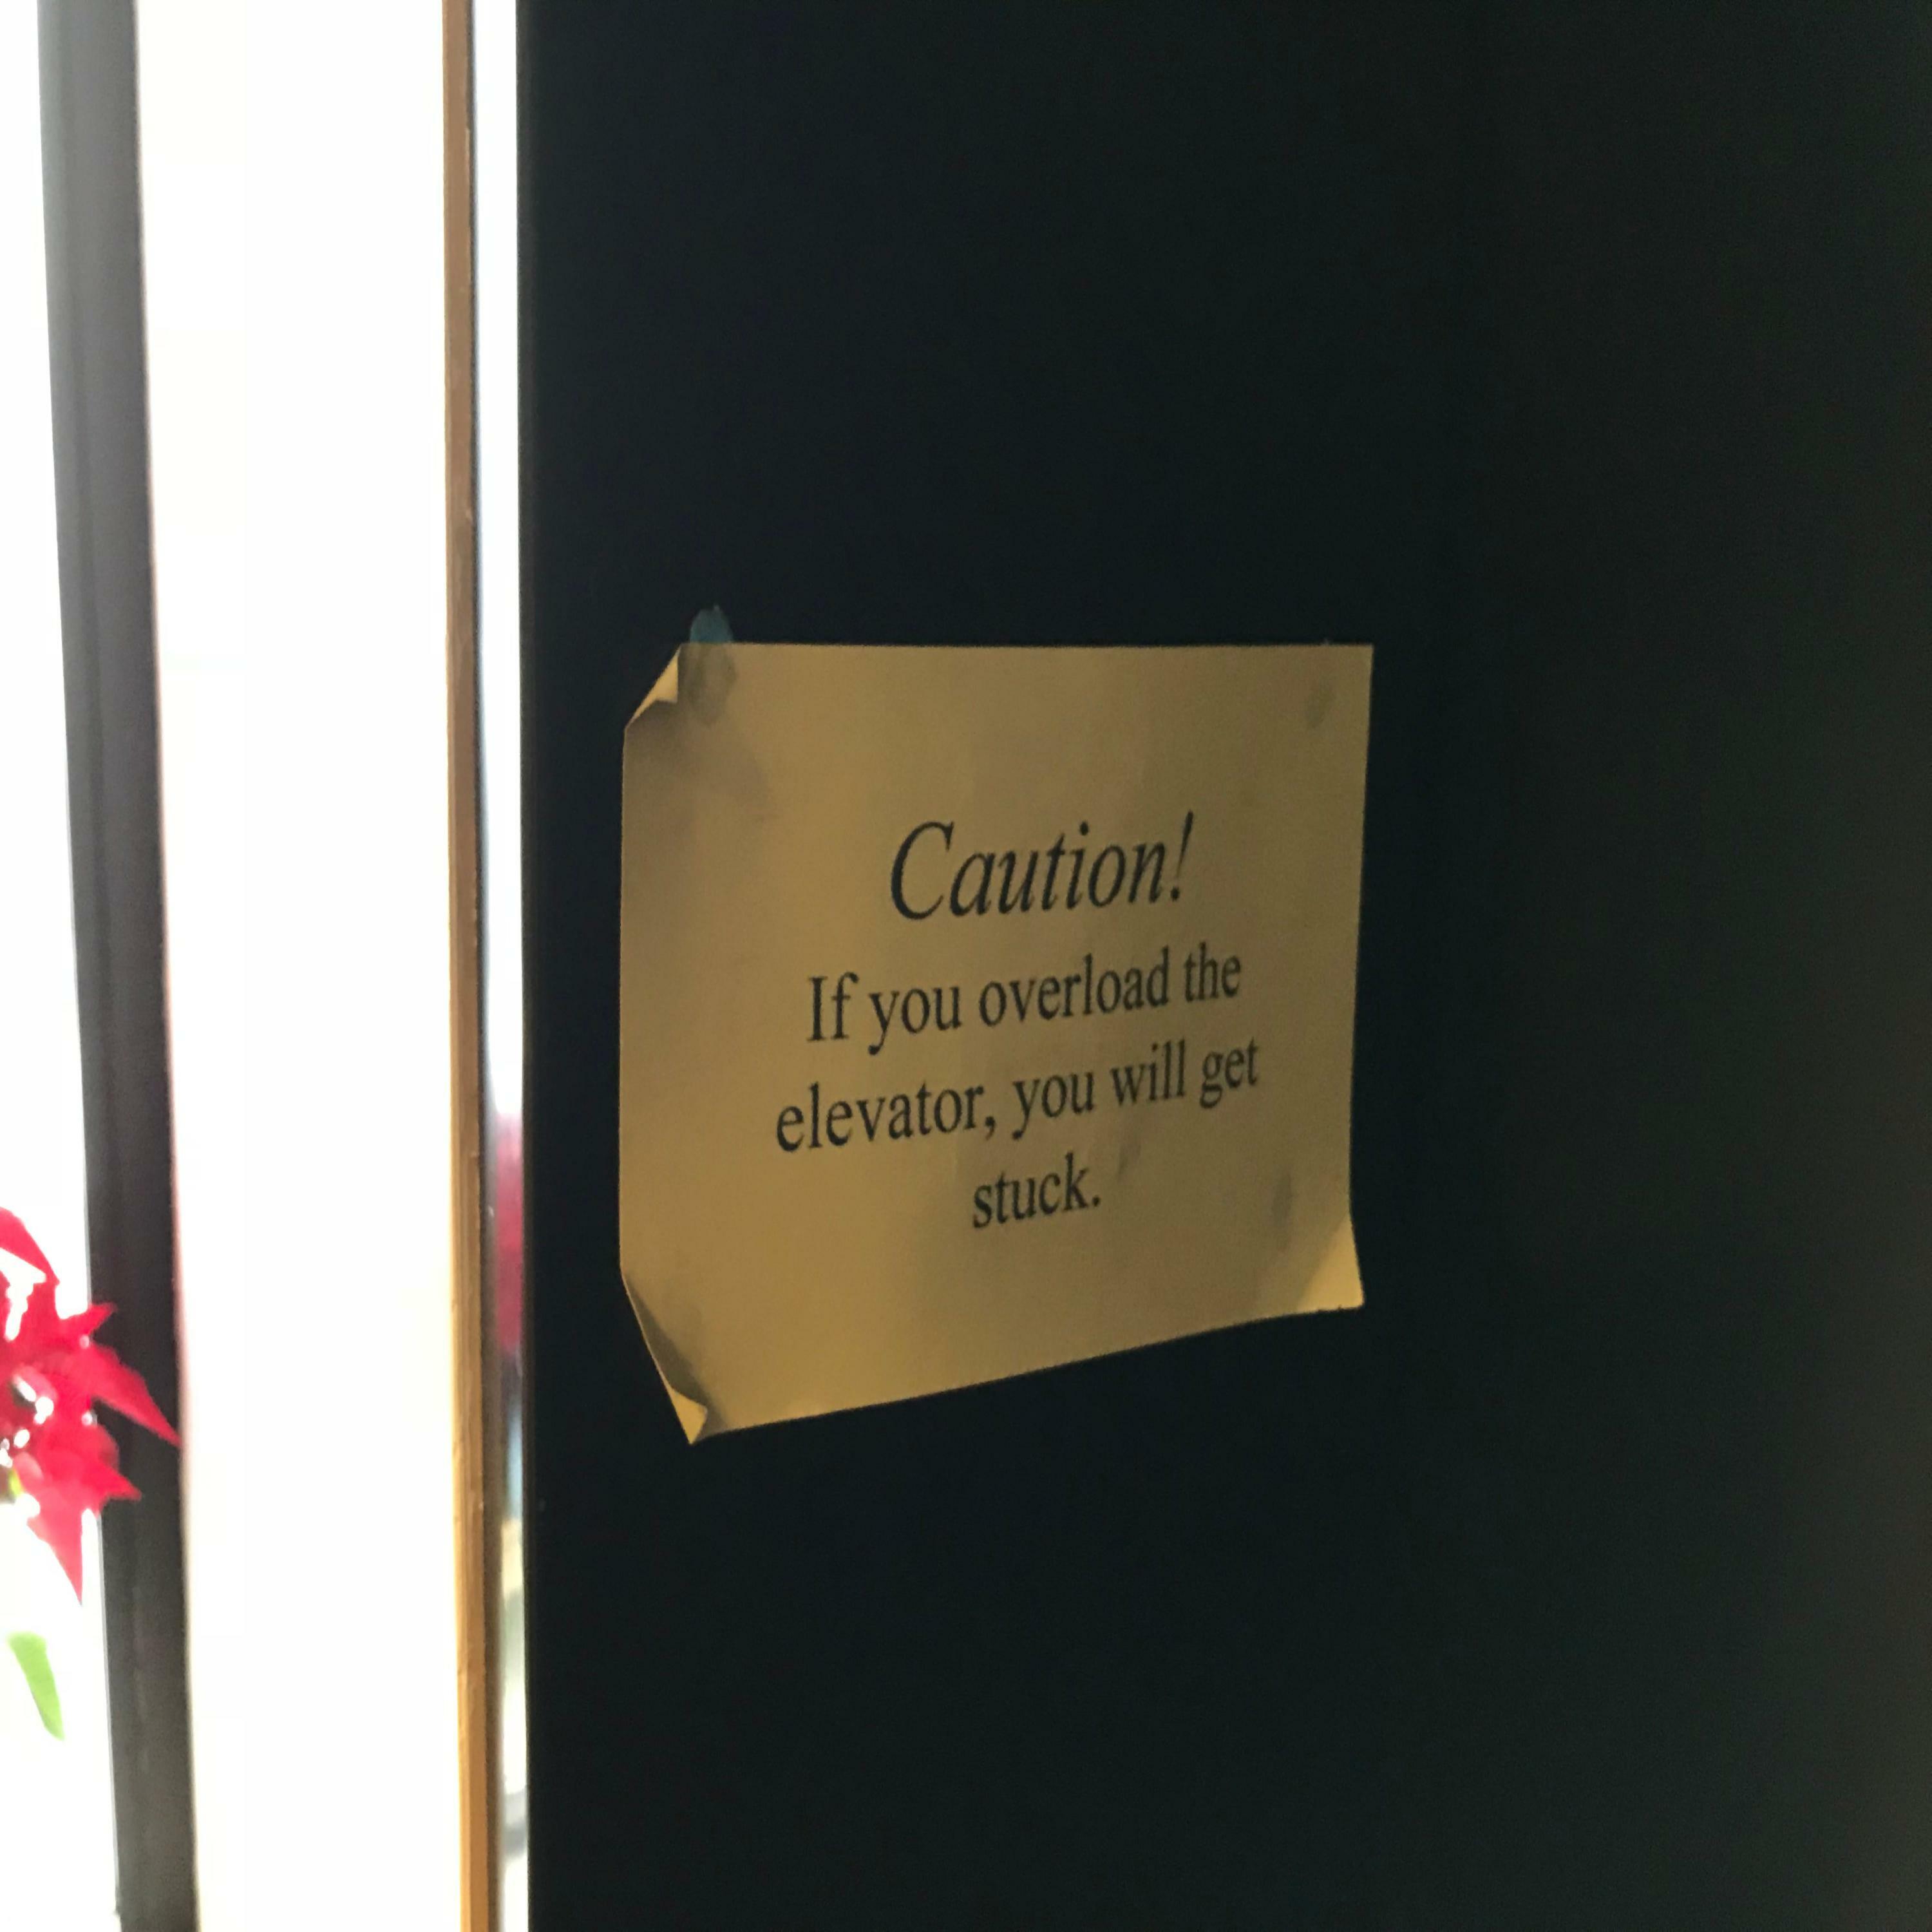 Caution!
If you overload the
elevator, you will get
stuck.